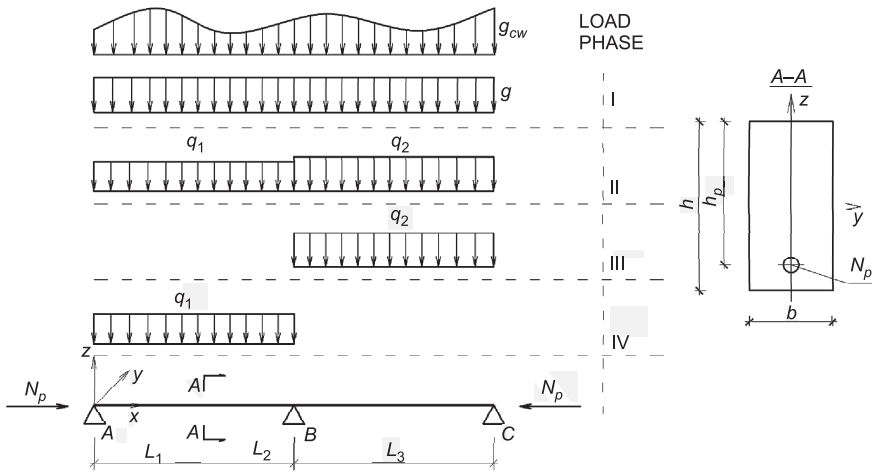 g_cw
LOAD
PHASE
g
I
q_1
q_2
II
q_2
III
q_1
IV
z
y
x
A
A
N_p
N_p
A
B
C
L_1
L_2
L_3
A–A
z
h
h_p
y
N_p
b